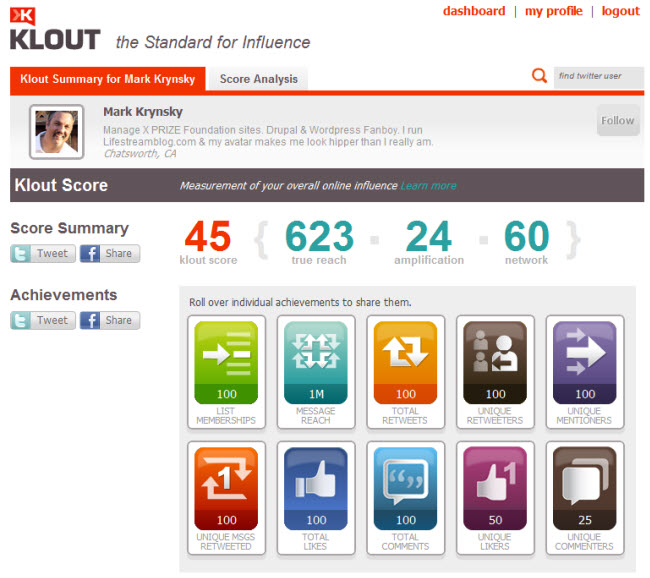 dashboard | my profile | logout
KLOUT the Standard for Influence
Klout Summary for Mark Krynsky Score Analysis find twitter user
Mark Krynsky
Manage X PRIZE Foundation sites. Drupal & Wordpress Fanboy. I run
Lifestreamblog.com & my avatar makes me look hipper than I really am.
Chatsworth, CA
Follow
Klout Score Measurement of your overall online influence Learn more
Score Summary
Tweet Share
45 { 623 24 60 }
klout score true reach amplification network
Achievements
Tweet Share
Roll over individual achievements to share them.
100 1M 100 100 100
LIST MESSAGE TOTAL UNIQUE UNIQUE
MEMBERSHIPS REACH RETWEETS RETWEETERS MENTIONERS
1 1
100 100 100 50 25
UNIQUE MSGS TOTAL TOTAL UNIQUE UNIQUE
RETWEETED LIKES COMMENTS LIKERS COMMENTERS